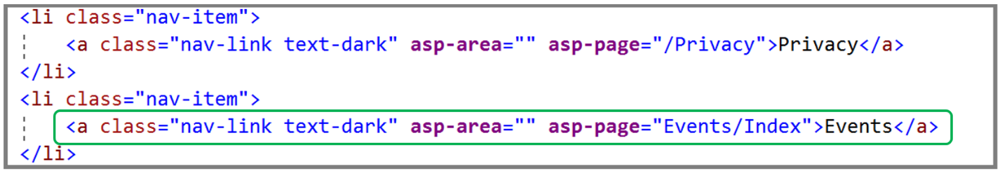 <li class="nav-item">
<a class="nav-link text-dark" asp-area="" asp-page="/Privacy">Privacy</a>
</li>
<li class="nav-item">
<a class="nav-link text-dark" asp-area="" asp-page="Events/Index">Events</a>
</li>